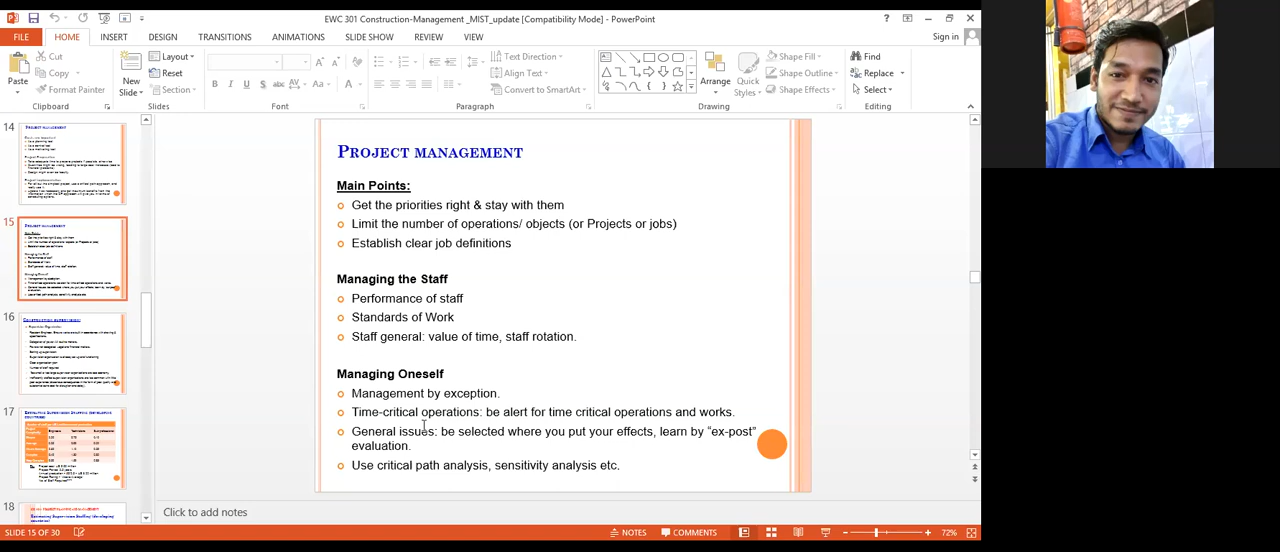 EWC 301 Construction-Management _MIST_update [Compatibility Mode] - PowerPoint
FILE HOME INSERT DESIGN TRANSITIONS ANIMATIONS SLIDE SHOW REVIEW VIEW Sign in
Paste
Cut
Copy
Format Painter
Clipboard
New Slide
Layout
Reset
Section
Slides
Font
Text Direction
Align Text
Convert to SmartArt
Paragraph
Arrange
Quick Styles
Shape Fill
Shape Outline
Shape Effects
Drawing
Find
Replace
Select
Editing
14
PROJECT MANAGEMENT
15
PROJECT MANAGEMENT
16
CONSTRUCTION SUPERVISION
17
18
PROJECT MANAGEMENT
Main Points:
Get the priorities right & stay with them
Limit the number of operations/ objects (or Projects or jobs)
Establish clear job definitions
Managing the Staff
Performance of staff
Standards of Work
Staff general: value of time, staff rotation.
Managing Oneself
Management by exception.
Time-critical operations: be alert for time critical operations and works.
General issues: be selected where you put your effects, learn by “ex-post”
evaluation.
Use critical path analysis, sensitivity analysis etc.
Click to add notes
SLIDE 15 OF 30 NOTES COMMENTS 72%